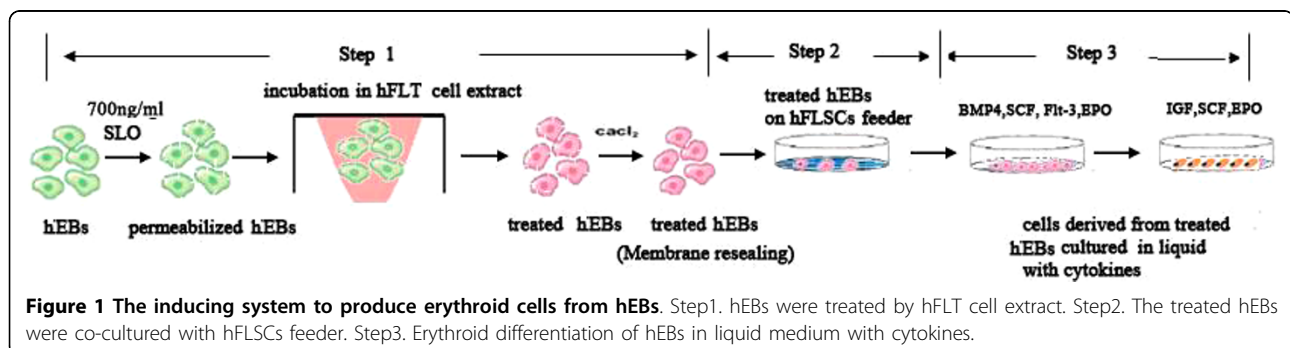 Step 1
Step 2
Step 3
incubation in hFLT cell extract
700ng/ml
SLO
cacl₂
treated hEBs
on hFLSCs feeder
BMP4,SCF, Flt-3,EPO
IGF,SCF,EPO
hEBs
permeabilized hEBs
treated hEBs
treated hEBs
(Membrane resealing)
cells derived from treated
hEBs cultured in liquid
with cytokines
Figure 1 The inducing system to produce erythroid cells from hEBs. Step1. hEBs were treated by hFLT cell extract. Step2. The treated hEBs
were co-cultured with hFLSCs feeder. Step3. Erythroid differentiation of hEBs in liquid medium with cytokines.